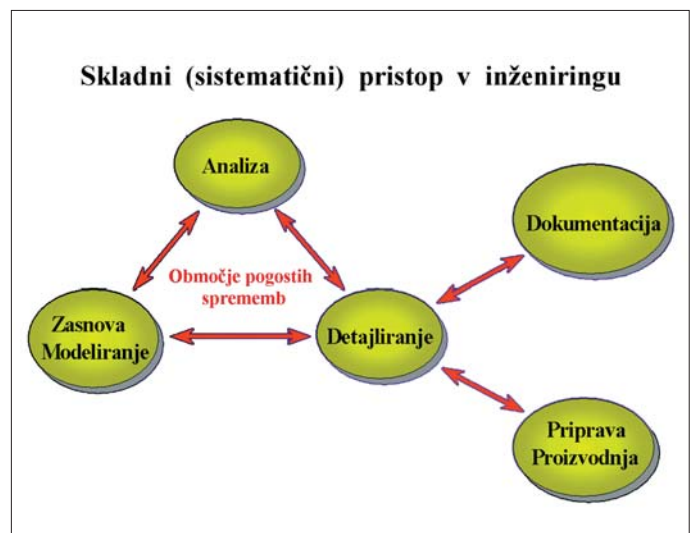 Skladni (sistematični) pristop v inženiringu
Analiza
Dokumentacija
Območje pogostih
sprememb
Zasnova
Modeliranje
Detajliranje
Priprava
Proizvodnja